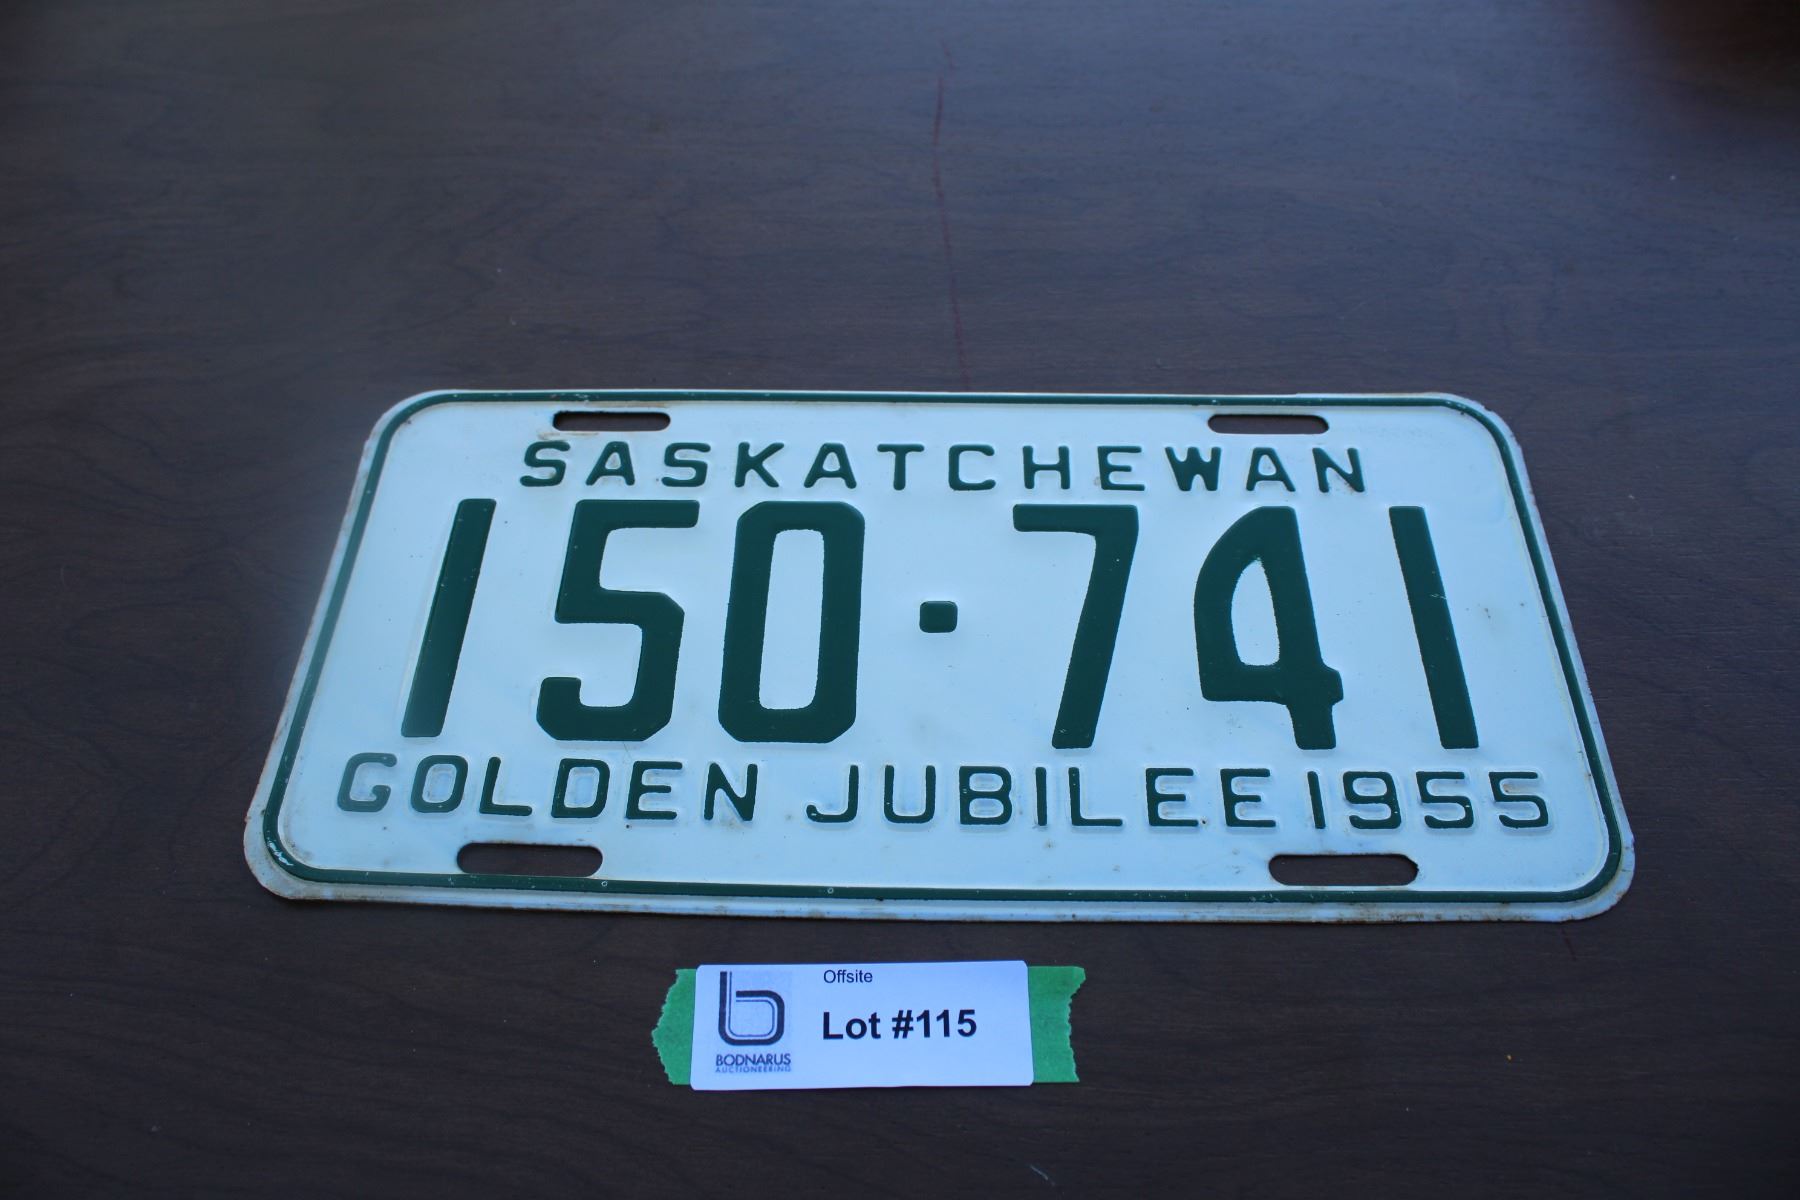 SASKATCHEWAN
150·741
GOLDEN JUBILEE 1955
Offsite
Lot #115
BODNARUS
AUCTIONEERING